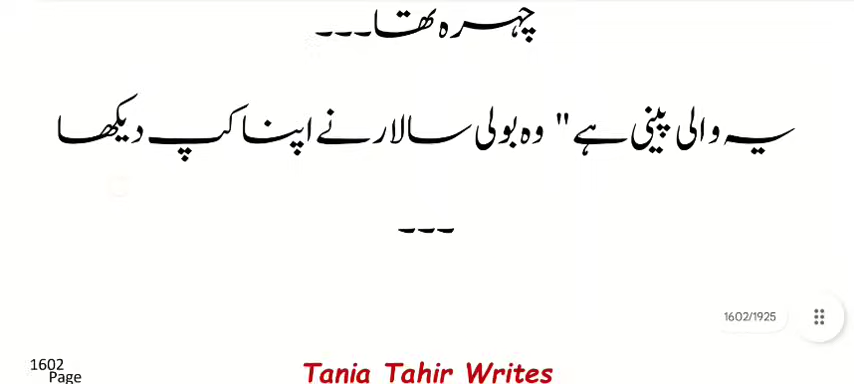 چہرہ تھا۔۔۔
یہ والی پینی ہے" وہ بولی سالار نے اپنا کپ دیکھا
۔۔۔
1602/1925
1602
Page
Tania Tahir Writes